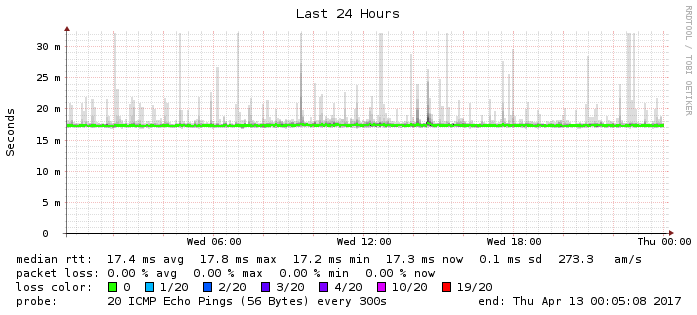 Last 24 Hours
RRDTOOL / TOBI OETIKER
Seconds
30 m
25 m
20 m
15 m
10 m
5 m
0
Wed 06:00 Wed 12:00 Wed 18:00 Thu 00:00
median rtt: 17.4 ms avg 17.8 ms max 17.2 ms min 17.3 ms now 0.1 ms sd 273.3 am/s
packet loss: 0.00 % avg 0.00 % max 0.00 % min 0.00 % now
loss color: 0 1/20 2/20 3/20 4/20 10/20 19/20
probe: 20 ICMP Echo Pings (56 Bytes) every 300s end: Thu Apr 13 00:05:08 2017